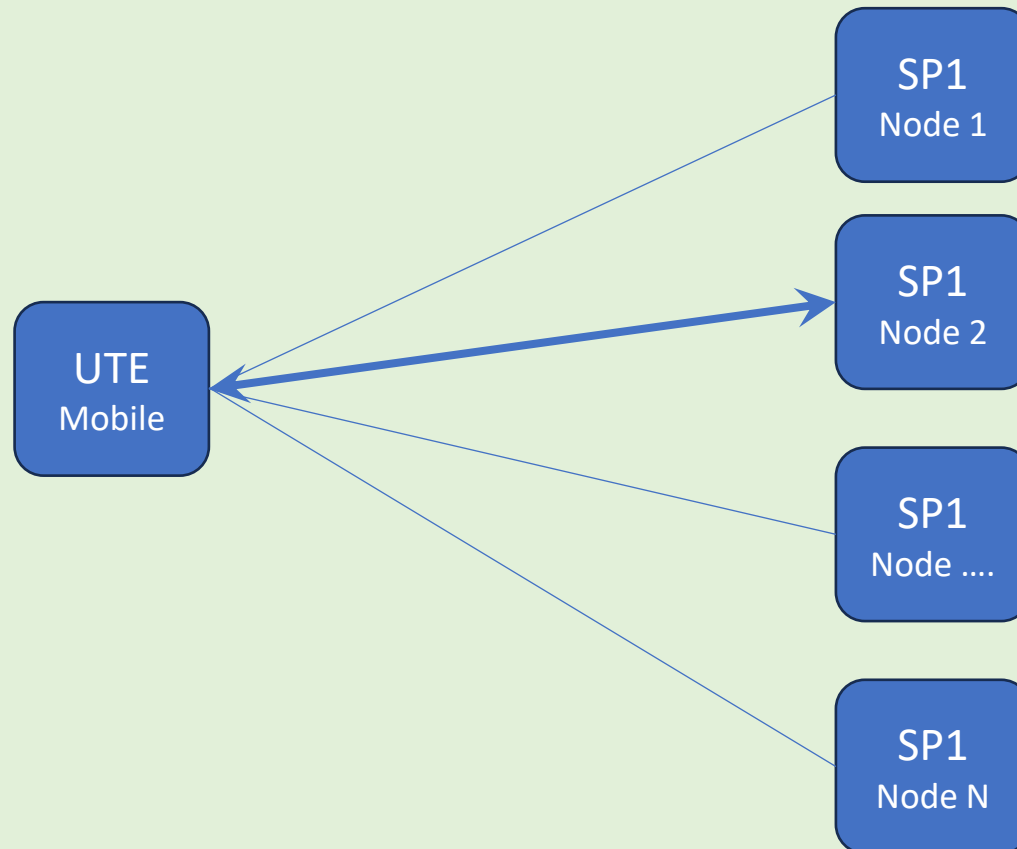 SP1
Node 1
SP1
Node 2
UTE
Mobile
SP1
Node ....
SP1
Node N